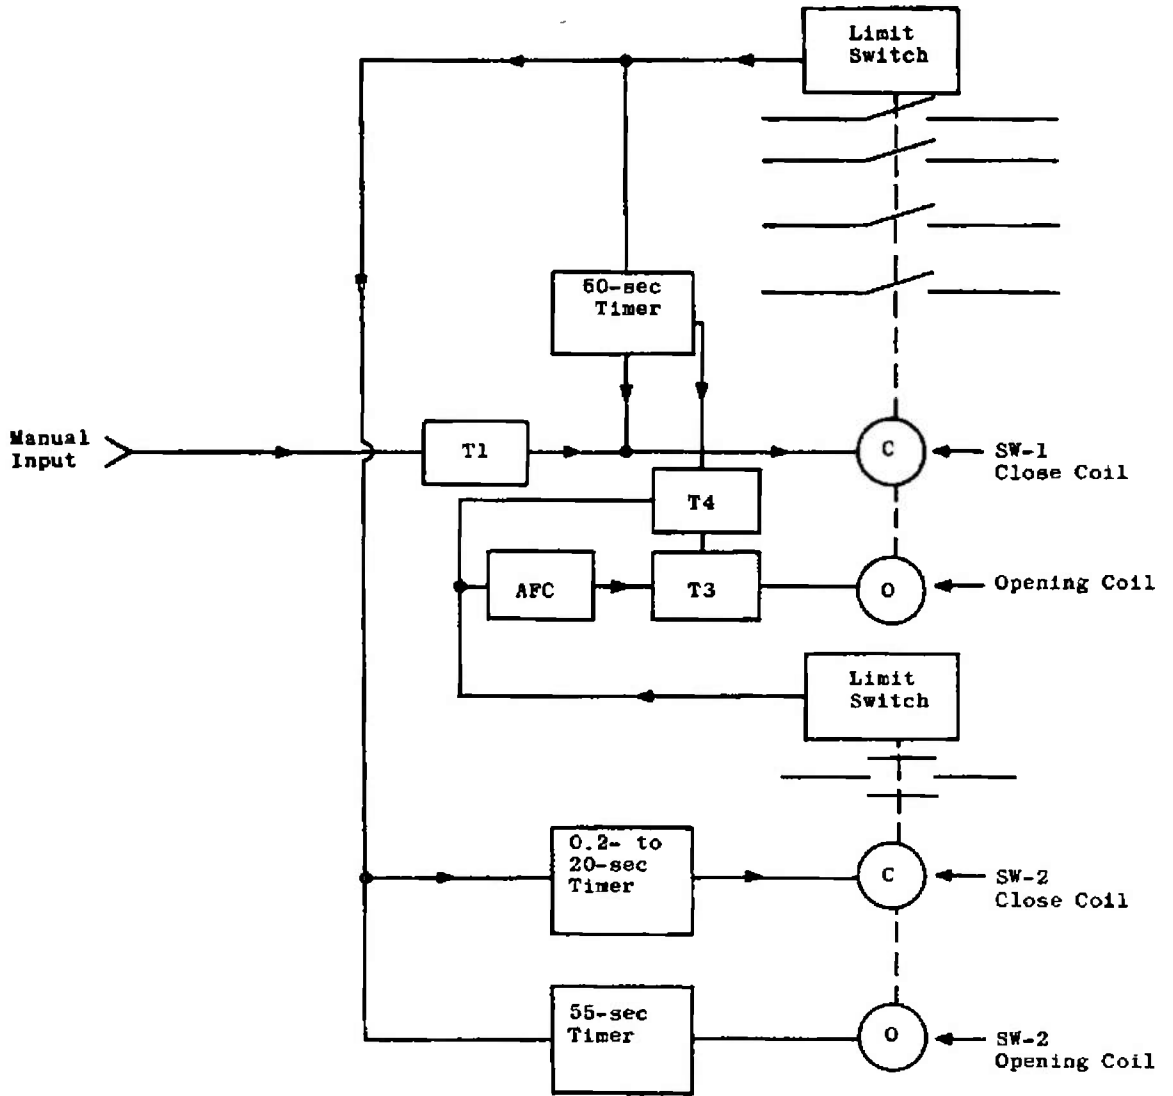 Limit
Switch
60-sec
Timer
Manual
Input
T1
C
SW-1
Close Coil
T4
AFC
T3
O
Opening Coil
Limit
Switch
0.2- to
20-sec
Timer
C
SW-2
Close Coil
55-sec
Timer
O
SW-2
Opening Coil